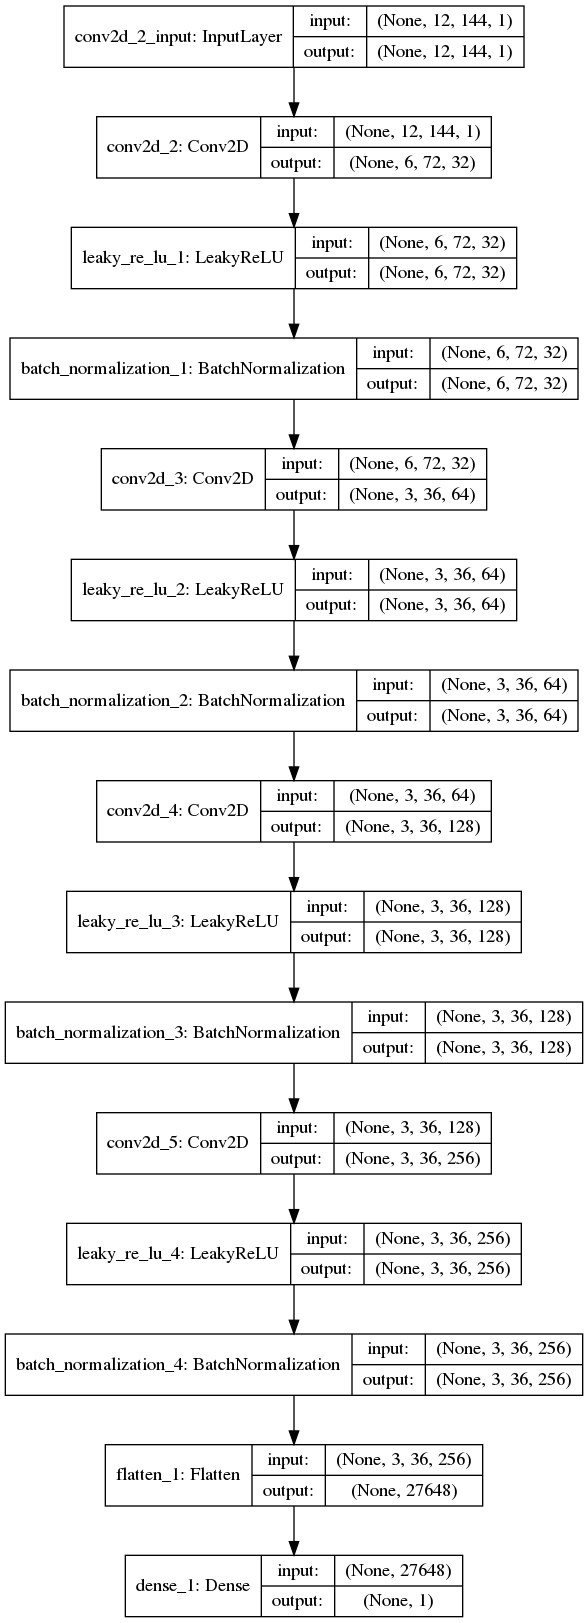 conv2d_2_input: InputLayer
input: (None, 12, 144, 1)
output: (None, 12, 144, 1)
conv2d_2: Conv2D
input: (None, 12, 144, 1)
output: (None, 6, 72, 32)
leaky_re_lu_1: LeakyReLU
input: (None, 6, 72, 32)
output: (None, 6, 72, 32)
batch_normalization_1: BatchNormalization
input: (None, 6, 72, 32)
output: (None, 6, 72, 32)
conv2d_3: Conv2D
input: (None, 6, 72, 32)
output: (None, 3, 36, 64)
leaky_re_lu_2: LeakyReLU
input: (None, 3, 36, 64)
output: (None, 3, 36, 64)
batch_normalization_2: BatchNormalization
input: (None, 3, 36, 64)
output: (None, 3, 36, 64)
conv2d_4: Conv2D
input: (None, 3, 36, 64)
output: (None, 3, 36, 128)
leaky_re_lu_3: LeakyReLU
input: (None, 3, 36, 128)
output: (None, 3, 36, 128)
batch_normalization_3: BatchNormalization
input: (None, 3, 36, 128)
output: (None, 3, 36, 128)
conv2d_5: Conv2D
input: (None, 3, 36, 128)
output: (None, 3, 36, 256)
leaky_re_lu_4: LeakyReLU
input: (None, 3, 36, 256)
output: (None, 3, 36, 256)
batch_normalization_4: BatchNormalization
input: (None, 3, 36, 256)
output: (None, 3, 36, 256)
flatten_1: Flatten
input: (None, 3, 36, 256)
output: (None, 27648)
dense_1: Dense
input: (None, 27648)
output: (None, 1)